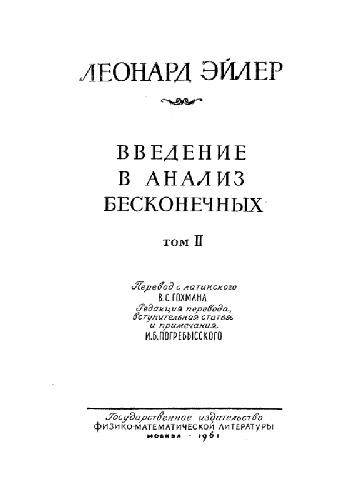 ЛЕОНАРД ЭЙЛЕР
ВВЕДЕНИЕ
В АНАЛИЗ
БЕСКОНЕЧНЫХ
ТОМ II
Перевод с латинского
В.С.ГОХМАНА
Редакция перевода,
вступительная статья
и примечания
И.Б.ПОГРЕБЫССКОГО
Государственное издательство
ФИЗИКО-МАТЕМАТИЧЕСКОЙ ЛИТЕРАТУРЫ
МОСКВА · 1961